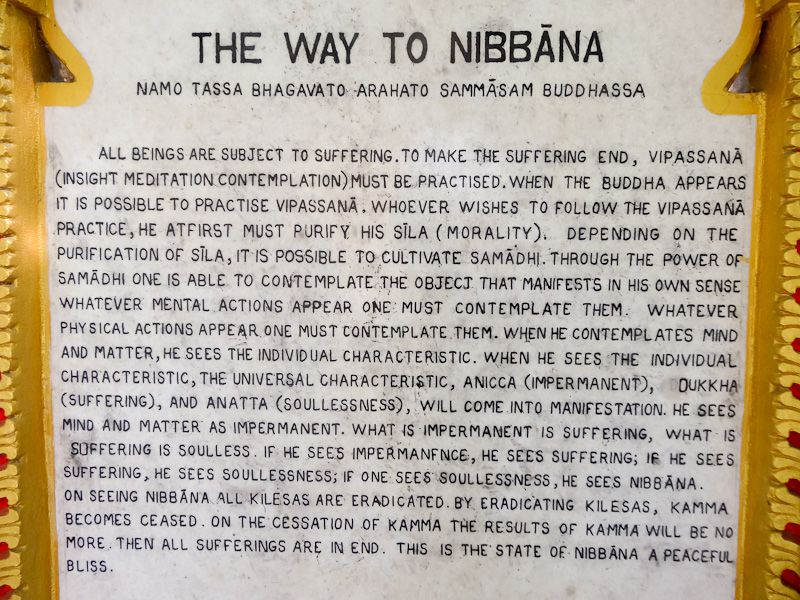 THE WAY TO NIBBĀNA
NAMO TASSA BHAGAVATO ARAHATO SAMMĀSAM BUDDHASSA
ALL BEINGS ARE SUBJECT TO SUFFERING. TO MAKE THE SUFFERING END, VIPASSANĀ
(INSIGHT MEDITATION CONTEMPLATION) MUST BE PRACTISED. WHEN THE BUDDHA APPEARS
IT IS POSSIBLE TO PRACTISE VIPASSANĀ. WHOEVER WISHES TO FOLLOW THE VIPASSANĀ
PRACTICE, HE ATFIRST MUST PURIFY HIS SĪLA (MORALITY). DEPENDING ON THE
PURIFICATION OF SĪLA, IT IS POSSIBLE TO CULTIVATE SAMĀDHI. THROUGH THE POWER OF
SAMĀDHI ONE IS ABLE TO CONTEMPLATE THE OBJECT THAT MANIFESTS IN HIS OWN SENSE
WHATEVER MENTAL ACTIONS APPEAR ONE MUST CONTEMPLATE THEM. WHATEVER
PHYSICAL ACTIONS APPEAR ONE MUST CONTEMPLATE THEM. WHEN HE CONTEMPLATES MIND
AND MATTER, HE SEES THE INDIVIDUAL CHARACTERISTIC. WHEN HE SEES THE INDIVIDUAL
CHARACTERISTIC, THE UNIVERSAL CHARACTERISTIC, ANICCA (IMPERMANENT), DUKKHA
(SUFFERING), AND ANATTA (SOULLESSNESS), WILL COME INTO MANIFESTATION. HE SEES
MIND AND MATTER AS IMPERMANENT. WHAT IS IMPERMANENT IS SUFFERING, WHAT IS
SUFFERING IS SOULLESS. IF HE SEES IMPERMANFNCE, HE SEES SUFFERING; IF HE SEES
SUFFERING, HE SEES SOULLESSNESS; IF ONE SEES SOULLESSNESS, HE SEES NIBBĀNA.
ON SEEING NIBBĀNA ALL KILESAS ARE ERADICATED. BY ERADICATING KILESAS, KAMMA
BECOMES CEASED. ON THE CESSATION OF KAMMA THE RESULTS OF KAMMA WILL BE NO
MORE. THEN ALL SUFFERINGS ARE IN END. THIS IS THE STATE OF NIBBĀNA A PEACEFUL
BLISS.